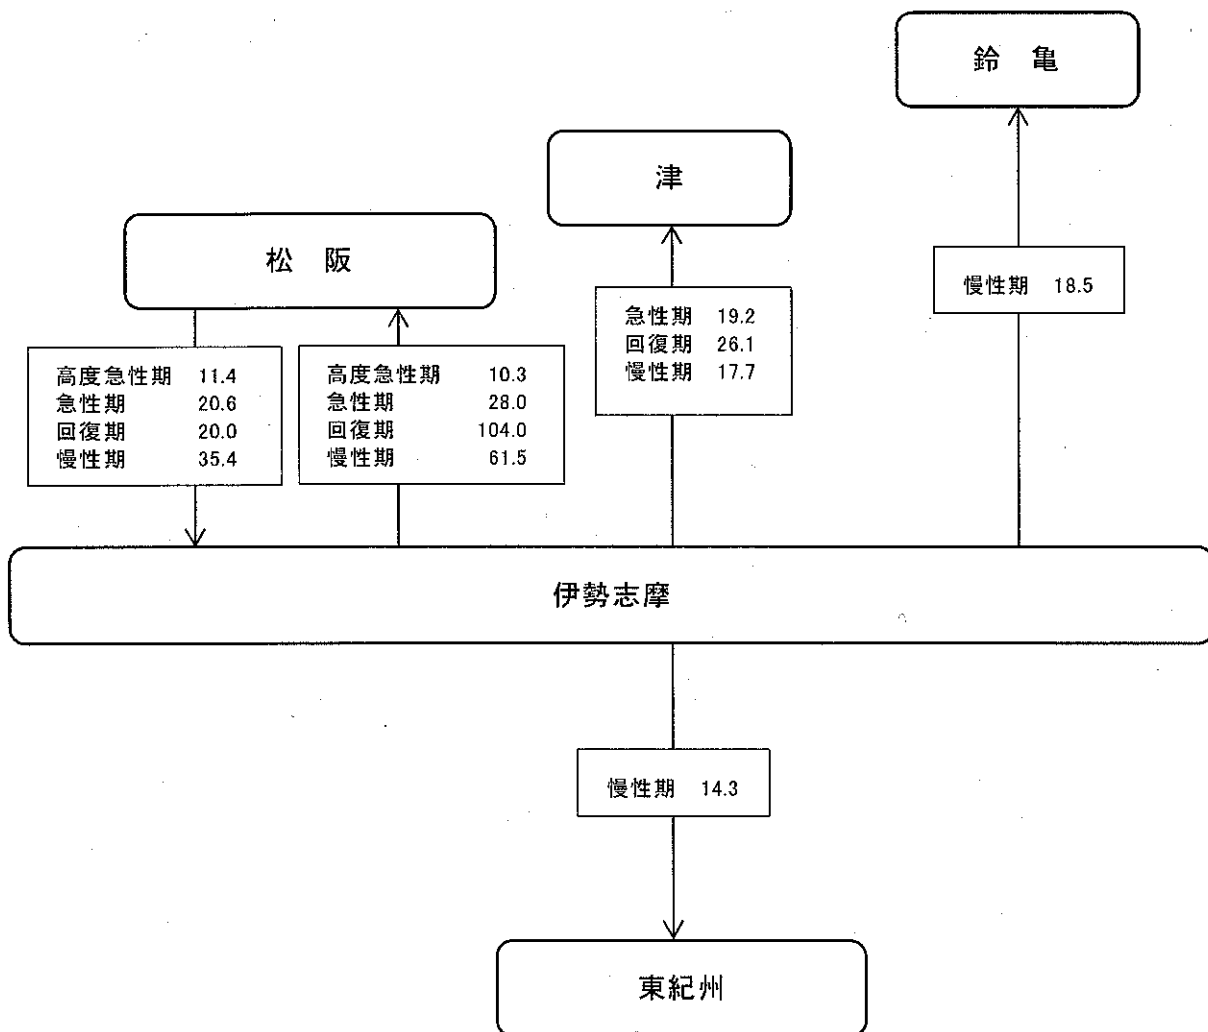 鈴　亀
津
松　阪
慢性期　18.5
急性期　19.2
回復期　26.1
慢性期　17.7
高度急性期　11.4
急性期　20.6
回復期　20.0
慢性期　35.4
高度急性期　10.3
急性期　28.0
回復期　104.0
慢性期　61.5
伊勢志摩
慢性期　14.3
東紀州